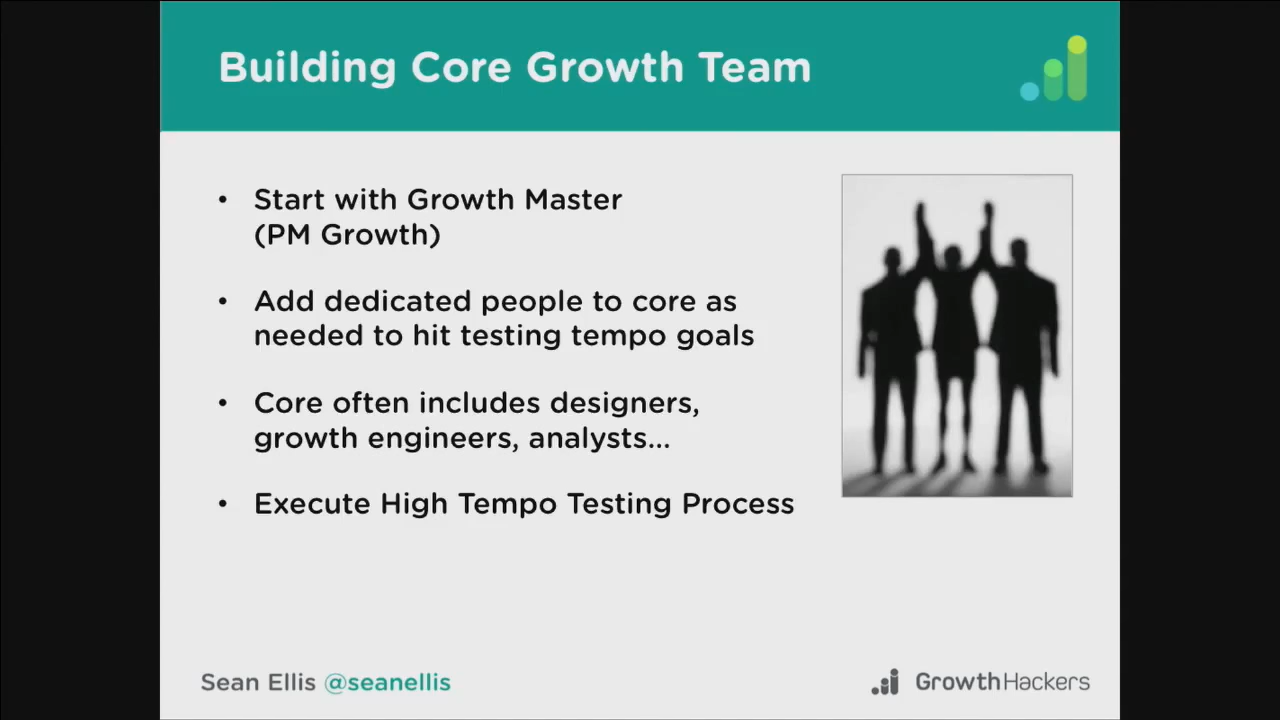 Building Core Growth Team
• Start with Growth Master
(PM Growth)
• Add dedicated people to core as
needed to hit testing tempo goals
• Core often includes designers,
growth engineers, analysts...
• Execute High Tempo Testing Process
Sean Ellis @seanellis
GrowthHackers